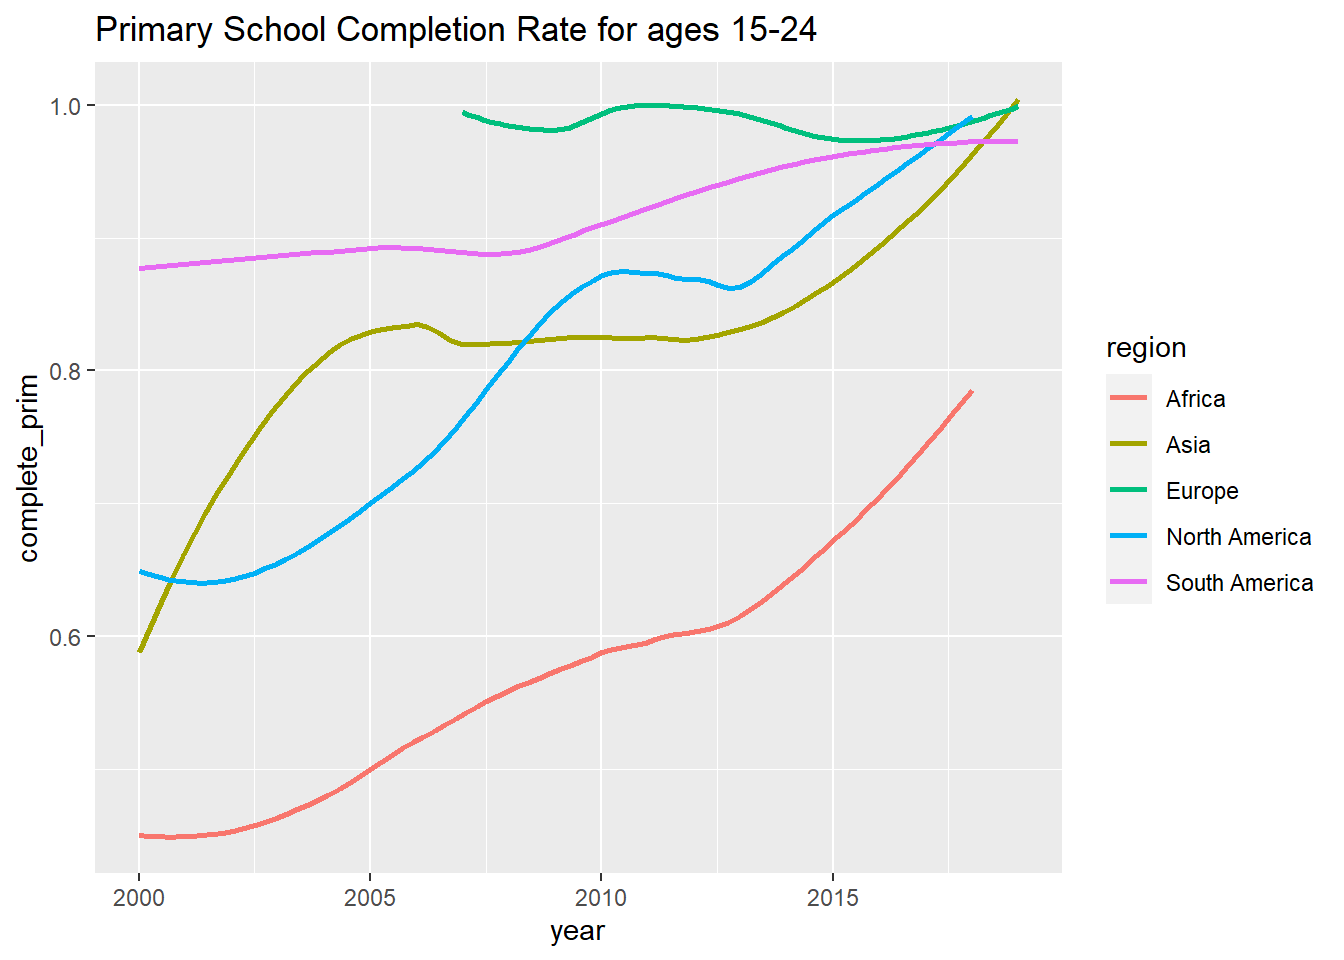 Primary School Completion Rate for ages 15-24
1.0
0.8
0.6
complete_prim
2000
2005
2010
2015
year
region
Africa
Asia
Europe
North America
South America